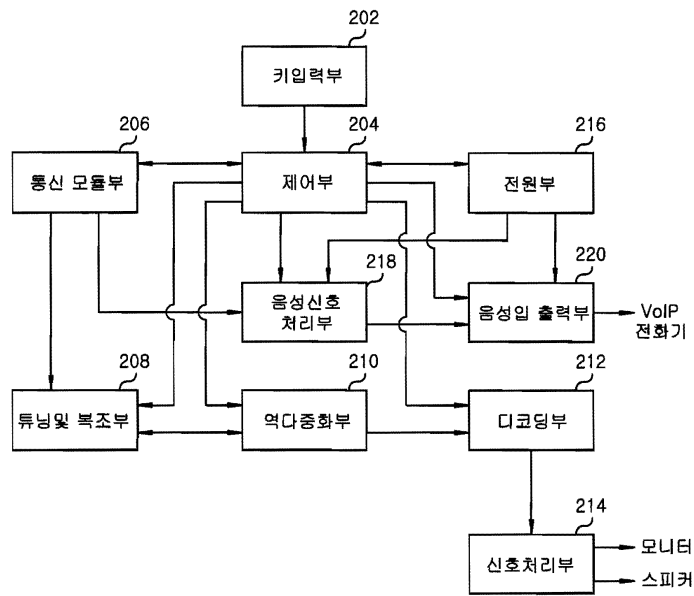 202
키입력부
206
통신 모듈부
204
제어부
216
전원부
218
음성신호
처리부
220
음성입 출력부
VoIP
전화기
208
튜닝및 복조부
210
역다중화부
212
디코딩부
214
신호처리부
모니터
스피커